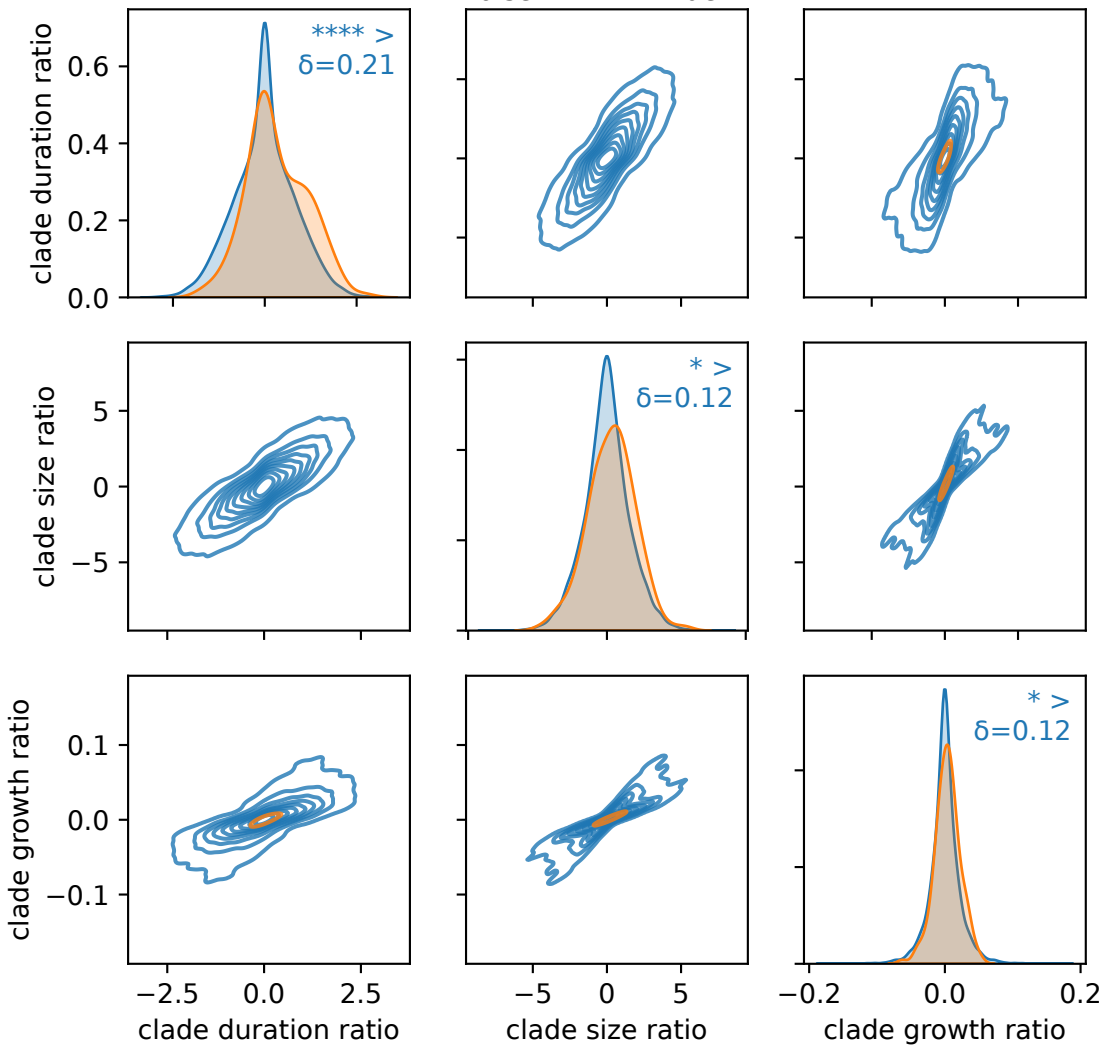 clade duration ratio
0.6
0.4
0.2
0.0
**** >
δ=0.21
clade size ratio
5
0
−5
* >
δ=0.12
clade growth ratio
0.1
0.0
−0.1
* >
δ=0.12
−2.5 0.0 2.5
−5 0 5
−0.2 0.0 0.2
clade duration ratio
clade size ratio
clade growth ratio